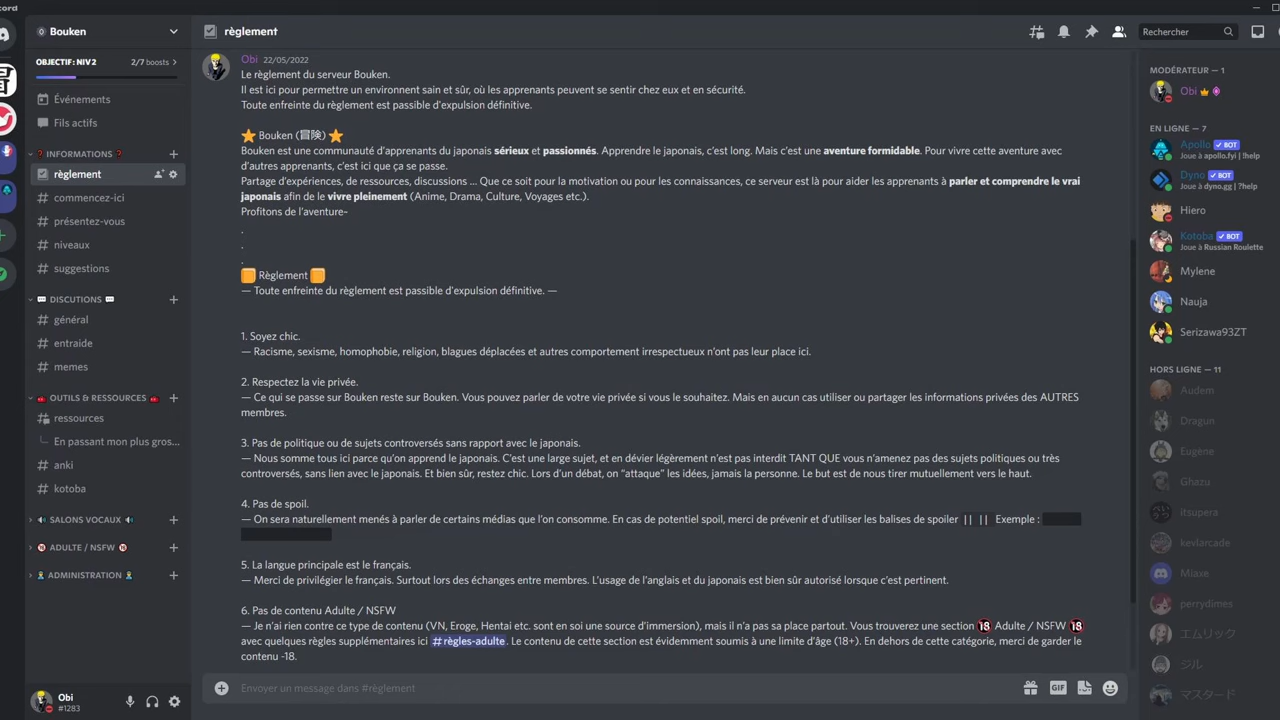 cord
Bouken
OBJECTIF: NIV 2
2/7 boosts
Événements
Fils actifs
INFORMATIONS
règlement
commencez-ici
présentez-vous
niveaux
suggestions
DISCUTIONS
général
entraide
memes
OUTILS & RESSOURCES
ressources
En passant mon plus gros...
anki
kotoba
SALONS VOCAUX
ADULTE / NSFW
ADMINISTRATION
Obi
#1283
règlement
Rechercher
Obi 22/05/2022
Le règlement du serveur Bouken.
Il est ici pour permettre un environnent sain et sûr, où les apprenants peuvent se sentir chez eux et en sécurité.
Toute enfreinte du règlement est passible d'expulsion définitive.
Bouken (冒険)
Bouken est une communauté d'apprenants du japonais sérieux et passionnés. Apprendre le japonais, c'est long. Mais c'est une aventure formidable. Pour vivre cette aventure avec
d'autres apprenants, c'est ici que ça se passe.
Partage d'expériences, de ressources, discussions ... Que ce soit pour la motivation ou pour les connaissances, ce serveur est là pour aider les apprenants à parler et comprendre le vrai
japonais afin de le vivre pleinement (Anime, Drama, Culture, Voyages etc.).
Profitons de l'aventure~
.
.
.
Règlement
— Toute enfreinte du règlement est passible d'expulsion définitive. —
1. Soyez chic.
— Racisme, sexisme, homophobie, religion, blagues déplacées et autres comportement irrespectueux n'ont pas leur place ici.
2. Respectez la vie privée.
— Ce qui se passe sur Bouken reste sur Bouken. Vous pouvez parler de votre vie privée si vous le souhaitez. Mais en aucun cas utiliser ou partager les informations privées des AUTRES
membres.
3. Pas de politique ou de sujets controversés sans rapport avec le japonais.
— Nous somme tous ici parce qu'on apprend le japonais. C'est une large sujet, et en dévier légèrement n'est pas interdit TANT QUE vous n'amenez pas des sujets politiques ou très
controversés, sans lien avec le japonais. Et bien sûr, restez chic. Lors d'un débat, on "attaque" les idées, jamais la personne. Le but est de nous tirer mutuellement vers le haut.
4. Pas de spoil.
— On sera naturellement menés à parler de certains médias que l'on consomme. En cas de potentiel spoil, merci de prévenir et d'utiliser les balises de spoiler || || Exemple :
5. La langue principale est le français.
— Merci de privilégier le français. Surtout lors des échanges entre membres. L'usage de l'anglais et du japonais est bien sûr autorisé lorsque c'est pertinent.
6. Pas de contenu Adulte / NSFW
— Je n'ai rien contre ce type de contenu (VN, Eroge, Hentai etc. sont en soi une source d'immersion), mais il n'a pas sa place partout. Vous trouverez une section 18 Adulte / NSFW 18
avec quelques règles supplémentaires ici #règles-adulte. Le contenu de cette section est évidemment soumis à une limite d'âge (18+). En dehors de cette catégorie, merci de garder le
contenu -18.
Envoyer un message dans #règlement
GIF
MODÉRATEUR — 1
Obi
EN LIGNE — 7
Apollo BOT
Joue à apollo.fyi | !help
Dyno BOT
Joue à dyno.gg | ?help
Hiero
Kotoba BOT
Joue à Russian Roulette
Mylene
Nauja
Serizawa93ZT
HORS LIGNE — 11
Audem
Dragun
Eugene
Ghazu
itsupera
kevlarcade
Miaxe
perrydimes
エムリック
ジル
マスタード